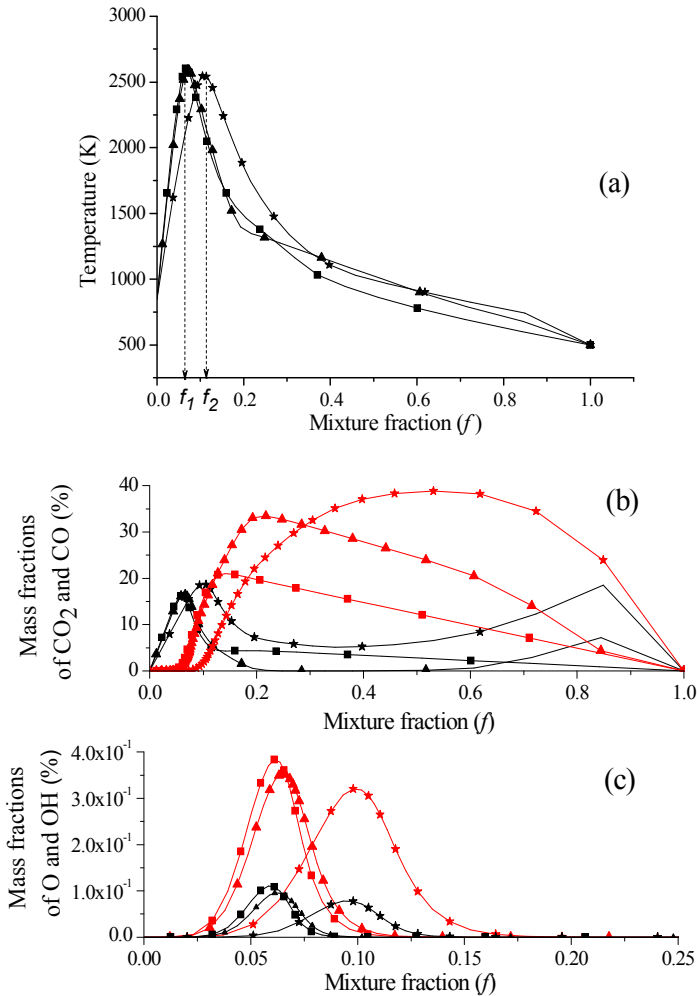 3000
2500
2000
1500
1000
500
Temperature (K)
(a)
0.0
f1
f2
0.2
0.4
0.6
0.8
1.0
Mixture fraction (f)
40
30
20
10
0
Mass fractions
of CO2 and CO (%)
(b)
0.0
0.2
0.4
0.6
0.8
1.0
Mixture fraction (f)
4.0x10-1
3.0x10-1
2.0x10-1
1.0x10-1
0.0
Mass fractions
of O and OH (%)
(c)
0.00
0.05
0.10
0.15
0.20
0.25
Mixture fraction (f)